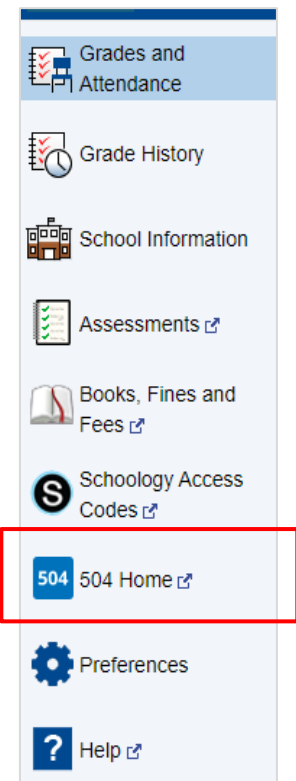 Grades and
Attendance
Grade History
School Information
Assessments
Books, Fines and
Fees
S
Schoology Access
Codes
504
504 Home
Preferences
?
Help